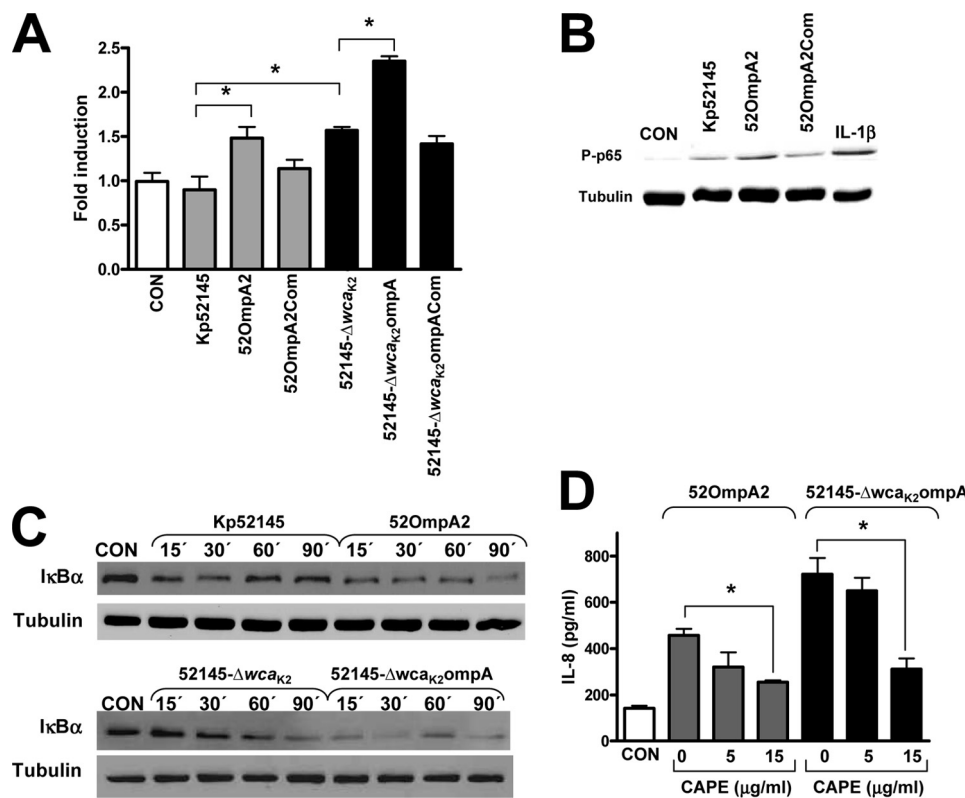 A
*
*
*
2.5
2.0
1.5
1.0
0.5
0.0
Fold induction
CON
Kp52145
52OmpA2
52OmpA2Com
52145-ΔwcaK2
52145-ΔwcaK2ompA
52145-ΔwcaK2ompACom
B
CON
Kp52145
52OmpA2
52OmpA2Com
IL-1β
P-p65
Tubulin
C
Kp52145 52OmpA2
CON 15´ 30´ 60´ 90´ 15´ 30´ 60´ 90´
IκBα
Tubulin
52145-ΔwcaK2 52145-ΔwcaK2ompA
CON 15´ 30´ 60´ 90´ 15´ 30´ 60´ 90´
IκBα
Tubulin
D
52OmpA2 52145-ΔwcaK2ompA
*
*
800
600
400
200
0
IL-8 (pg/ml)
CON 0 5 15 0 5 15
CAPE (μg/ml) CAPE (μg/ml)